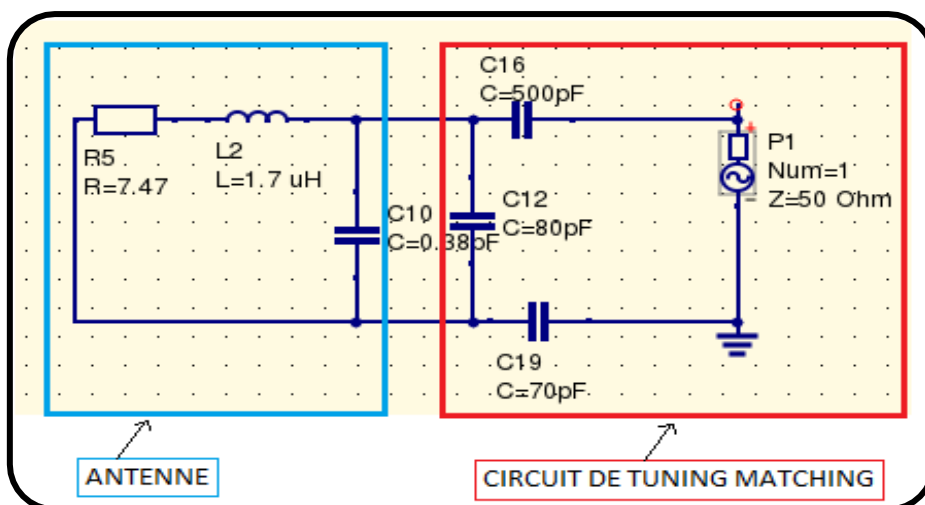 C16
C=500pF
R5
R=7.47
L2
L=1.7 uH
C10
C=0.38pF
C12
C=80pF
P1
Num=1
Z=50 Ohm
C19
C=70pF
ANTENNE
CIRCUIT DE TUNING MATCHING